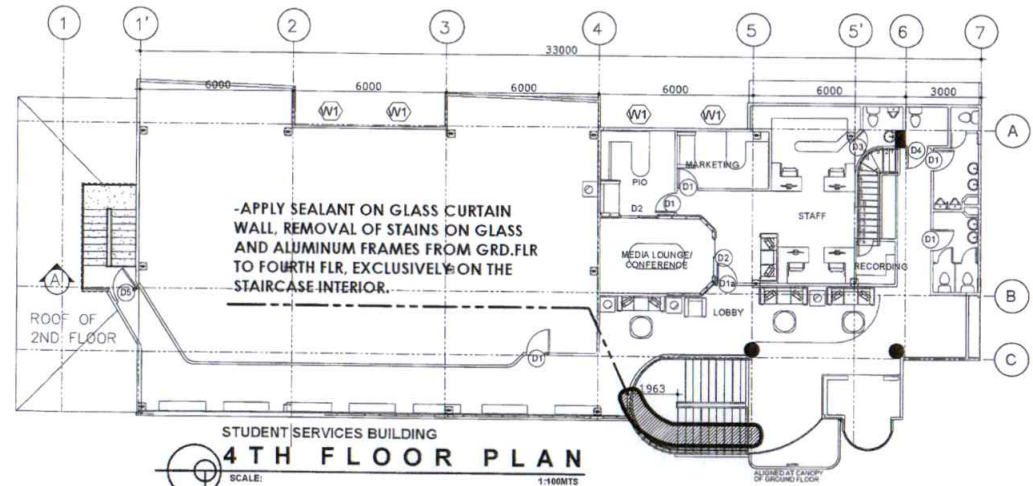 1 1' 2 3 4 5 5' 6 7
33000
6000 6000 6000 6000 6000 3000
W1 W1 W1 W1
A
D3 D4 D1
MARKETING
PIO
D1
D2 D1
STAFF
D1
-APPLY SEALANT ON GLASS CURTAIN
WALL, REMOVAL OF STAINS ON GLASS
AND ALUMINUM FRAMES FROM GRD.FLR
TO FOURTH FLR, EXCLUSIVELY ON THE
STAIRCASE INTERIOR.
MEDIA LOUNGE/
CONFERENCE
D2
RECORDING
D1a
A
D5
B
LOBBY
ROOF OF
2ND FLOOR
D1
C
1963
STUDENT SERVICES BUILDING
4TH FLOOR PLAN
SCALE: 1:100MTS
ALIGNED AT CANOPY
OF GROUND FLOOR